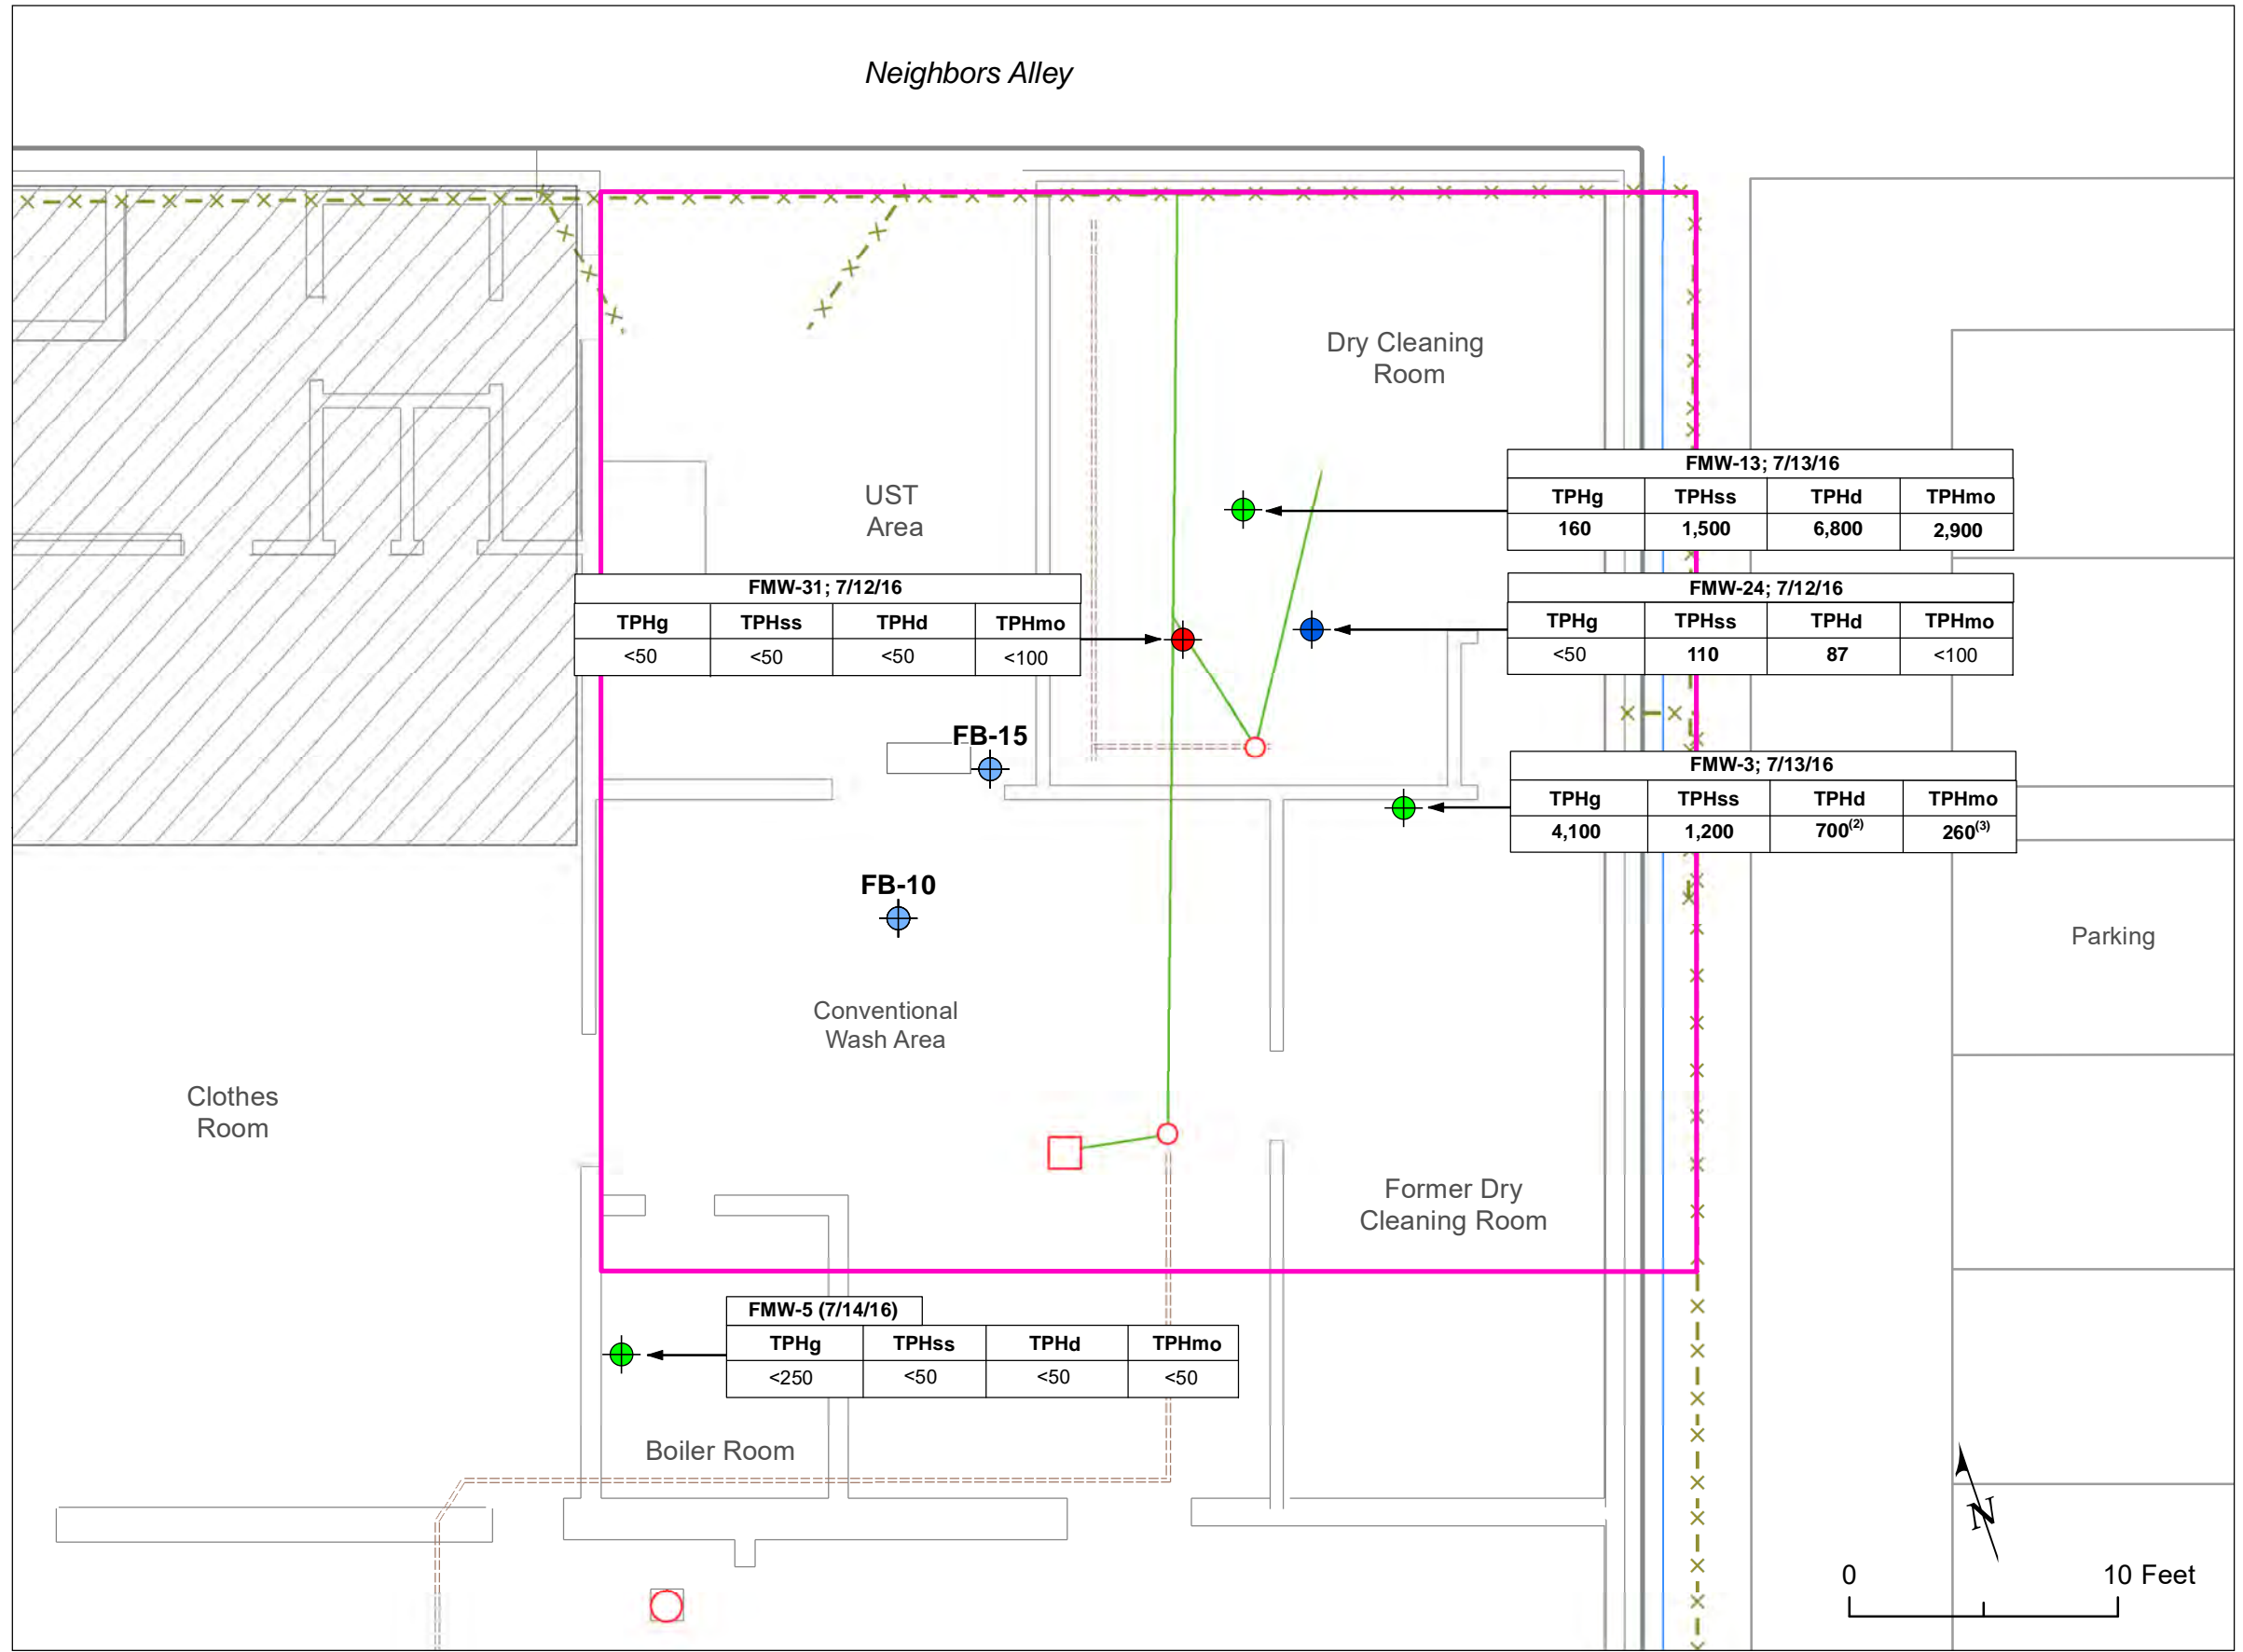 Neighbors Alley
Dry Cleaning
Room
UST
Area
FMW-13; 7/13/16
TPHg TPHss TPHd TPHmo
160 1,500 6,800 2,900
FMW-31; 7/12/16
TPHg TPHss TPHd TPHmo
<50 <50 <50 <100
FMW-24; 7/12/16
TPHg TPHss TPHd TPHmo
<50 110 87 <100
FB-15
FMW-3; 7/13/16
TPHg TPHss TPHd TPHmo
4,100 1,200 700(2) 260(3)
FB-10
Parking
Conventional
Wash Area
Clothes
Room
Former Dry
Cleaning Room
FMW-5 (7/14/16)
TPHg TPHss TPHd TPHmo
<250 <50 <50 <50
Boiler Room
N
0 10 Feet